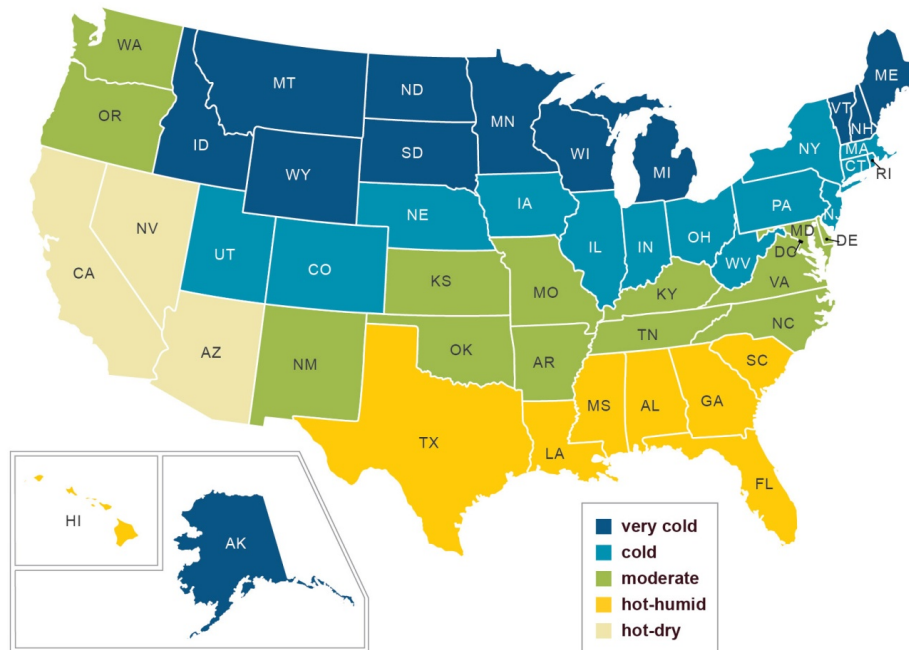 WA
MT
ND
MN
ME
VT
NH
OR
ID
SD
WI
MI
NY
MA
CT
RI
WY
NE
IA
PA
NJ
NV
UT
CO
IL
IN
OH
WV
MD
DE
DC
CA
KS
MO
KY
VA
AZ
NM
OK
AR
TN
NC
SC
TX
LA
MS
AL
GA
FL
HI
AK
very cold
cold
moderate
hot-humid
hot-dry